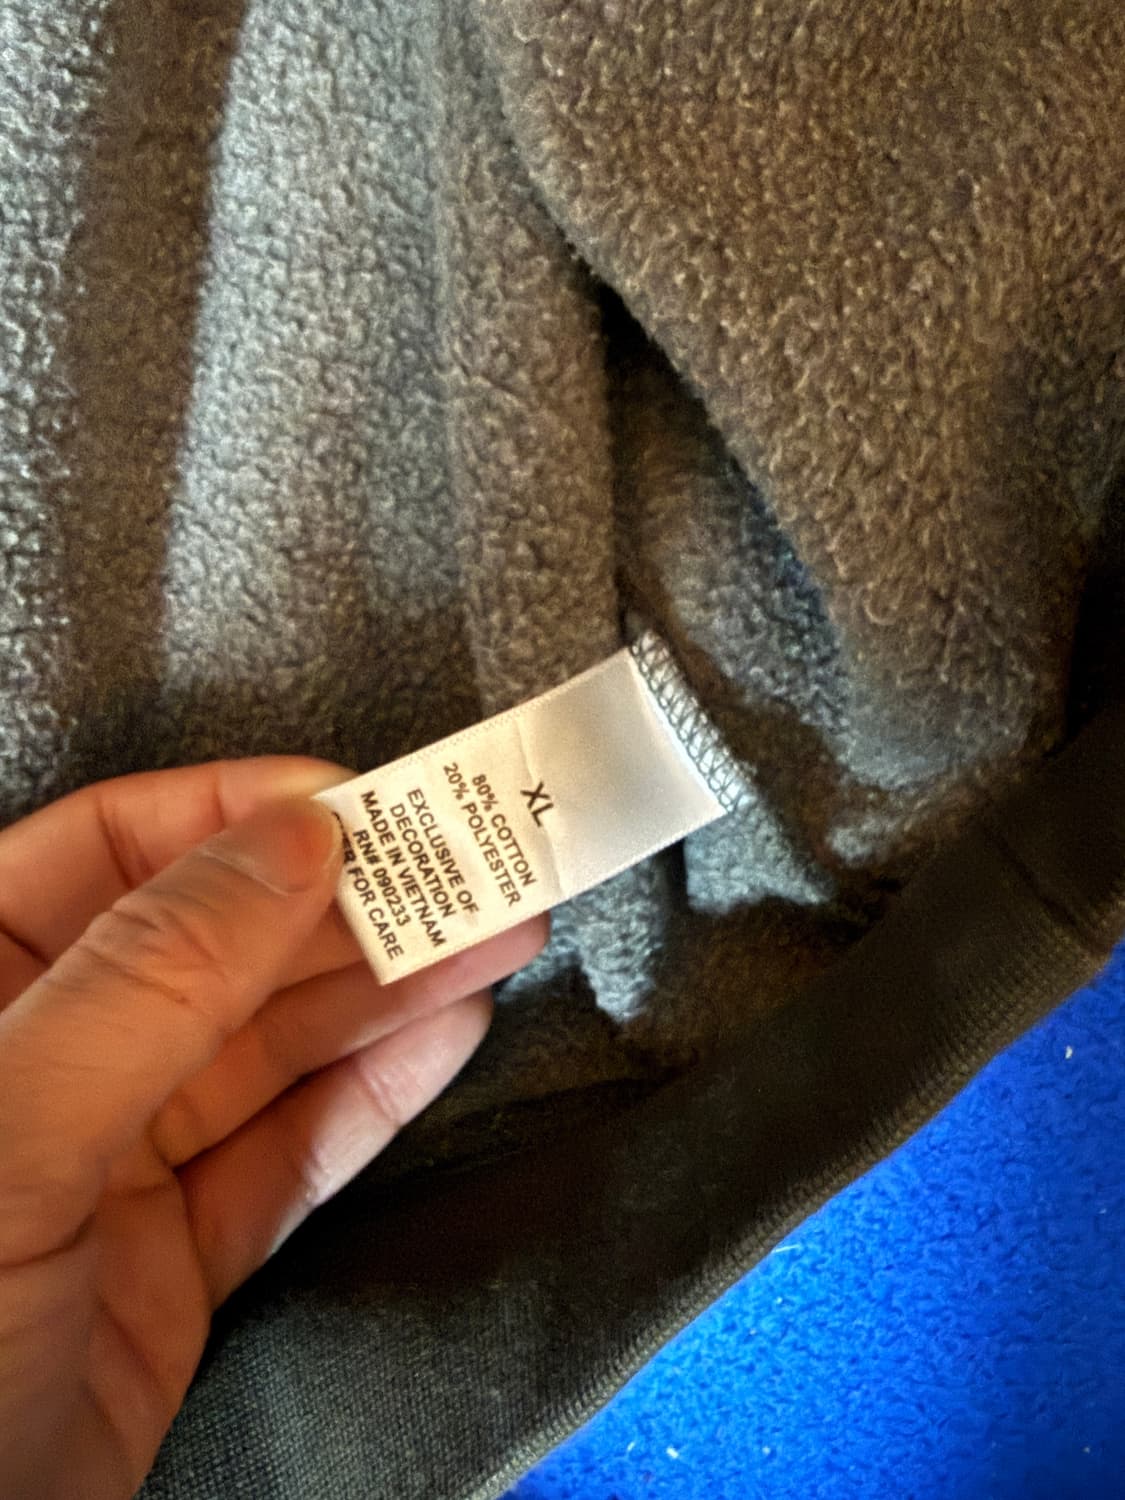 XL
80% COTTON
20% POLYESTER
EXCLUSIVE OF
DECORATION
MADE IN VIETNAM
RN# 090233
FOR CARE